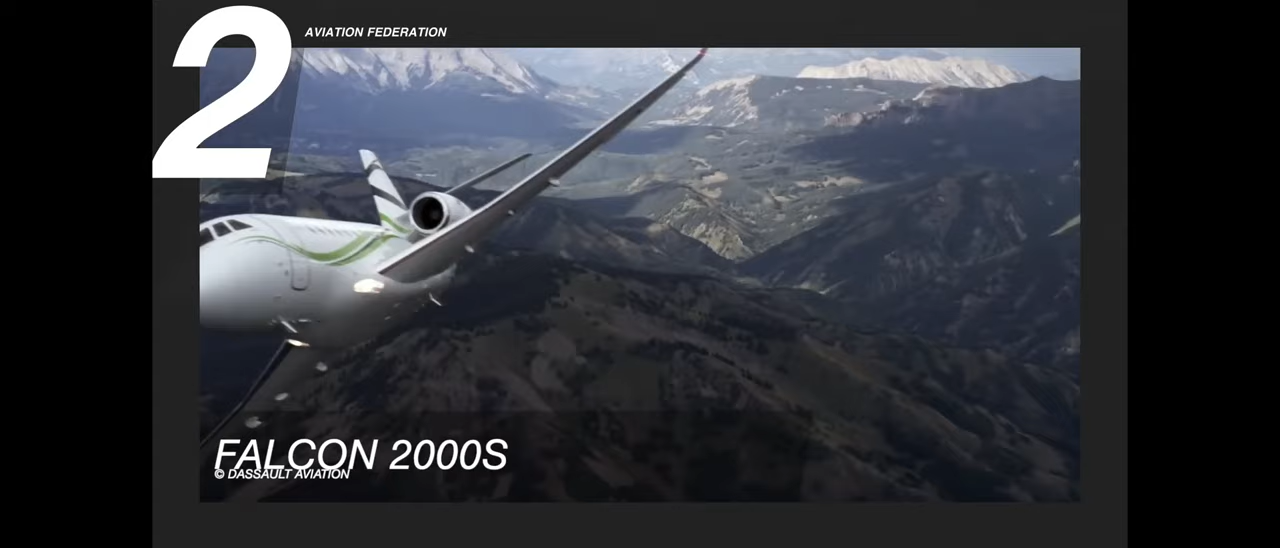 2
AVIATION FEDERATION
FALCON 2000S
© DASSAULT AVIATION